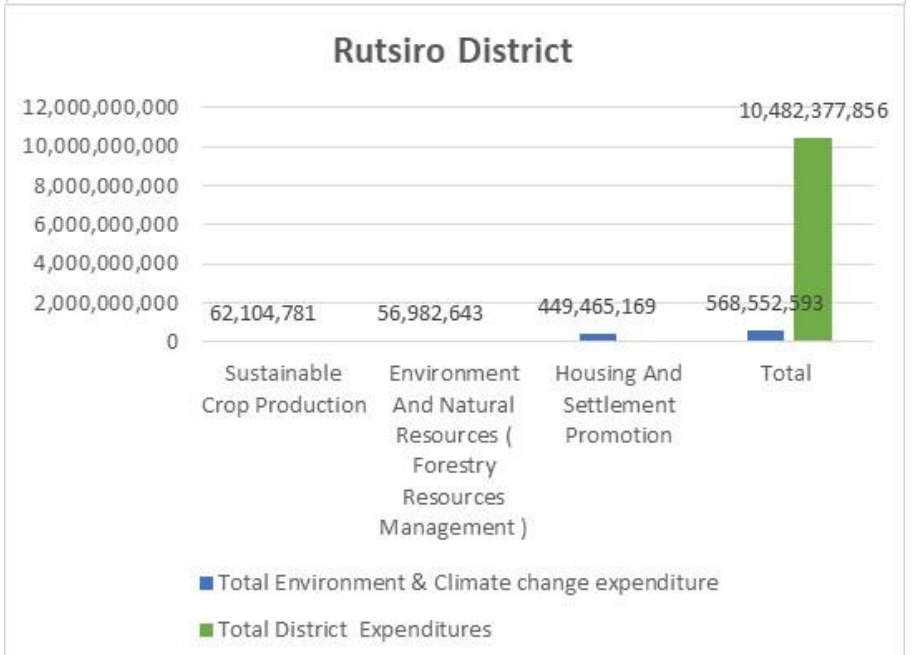 Rutsiro District
12,000,000,000
10,482,377,856
10,000,000,000
8,000,000,000
6,000,000,000
4,000,000,000
2,000,000,000
62,104,781
56,982,643
449,465,169
568,552,593
0
Sustainable
Crop Production
Environment
And Natural
Resources (
Forestry
Resources
Management )
Housing And
Settlement
Promotion
Total
Total Environment & Climate change expenditure
Total District Expenditures